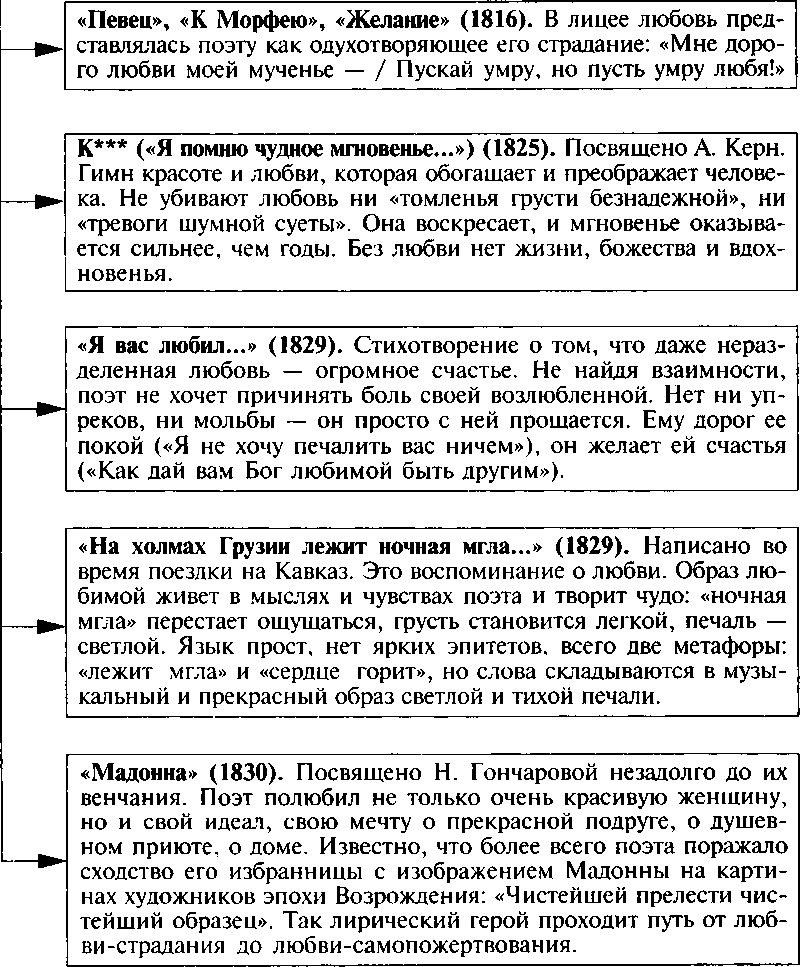 «Певец», «К Морфею», «Желание» (1816). В лицее любовь пред-
ставлялась поэту как одухотворяющее его страдание: «Мне доро-
го любви моей мученье — / Пускай умру, но пусть умру любя!»
К*** («Я помню чудное мгновенье...») (1825). Посвящено А. Керн.
Гимн красоте и любви, которая обогащает и преображает челове-
ка. Не убивают любовь ни «томленья грусти безнадежной», ни
«тревоги шумной суеты». Она воскресает, и мгновенье оказыва-
ется сильнее, чем годы. Без любви нет жизни, божества и вдох-
новенья.
«Я вас любил...» (1829). Стихотворение о том, что даже нераз-
деленная любовь — огромное счастье. Не найдя взаимности,
поэт не хочет причинять боль своей возлюбленной. Нет ни уп-
реков, ни мольбы — он просто с ней прощается. Ему дорог ее
покой («Я не хочу печалить вас ничем»), он желает ей счастья
(«Как дай вам Бог любимой быть другим»).
«На холмах Грузии лежит ночная мгла...» (1829). Написано во
время поездки на Кавказ. Это воспоминание о любви. Образ лю-
бимой живет в мыслях и чувствах поэта и творит чудо: «ночная
мгла» перестает ощущаться, грусть становится легкой, печаль —
светлой. Язык прост, нет ярких эпитетов, всего две метафоры:
«лежит мгла» и «сердце горит», но слова складываются в музы-
кальный и прекрасный образ светлой и тихой печали.
«Мадонна» (1830). Посвящено Н. Гончаровой незадолго до их
венчания. Поэт полюбил не только очень красивую женщину,
но и свой идеал, свою мечту о прекрасной подруге, о душев-
ном приюте, о доме. Известно, что более всего поэта поражало
сходство его избранницы с изображением Мадонны на карти-
нах художников эпохи Возрождения: «Чистейшей прелести чис-
тейший образец». Так лирический герой проходит путь от люб-
ви-страдания до любви-самопожертвования.